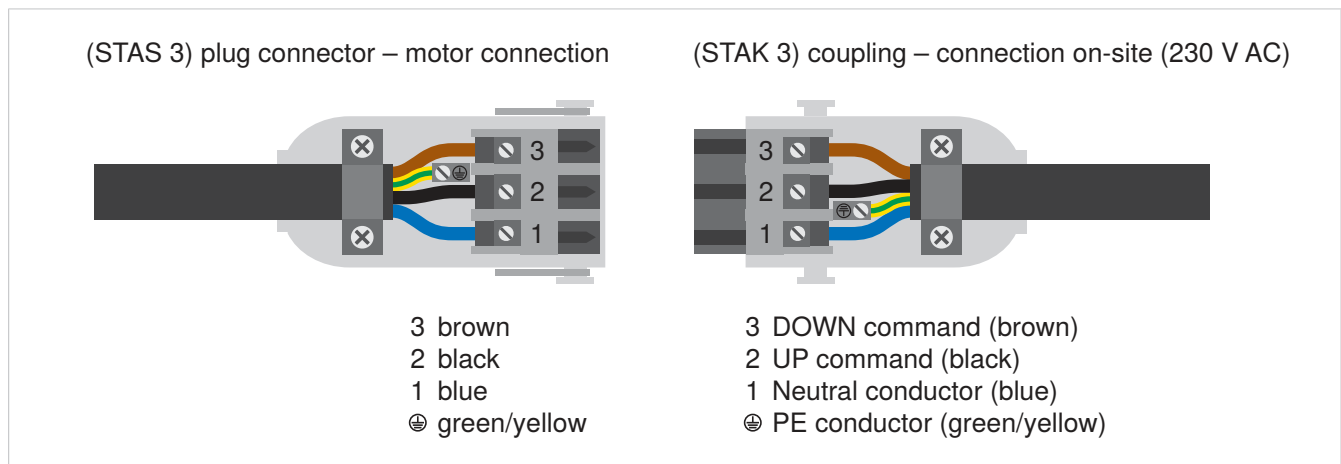 (STAS 3) plug connector – motor connection
3
2
1
3 brown
2 black
1 blue
⏚ green/yellow
(STAK 3) coupling – connection on-site (230 V AC)
3
2
1
3 DOWN command (brown)
2 UP command (black)
1 Neutral conductor (blue)
⏚ PE conductor (green/yellow)